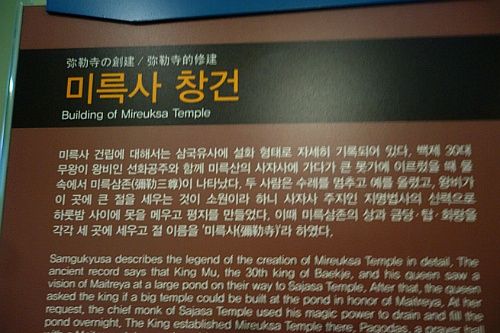 弥勒寺の創建 / 弥勒寺的修建
미륵사 창건
Building of Mireuksa Temple
미륵사 건립에 대해서는 삼국유사에 설화 형태로 자세히 기록되어 있다. 백제 30대
무왕이 왕비인 선화공주와 함께 미륵산의 사자사에 가다가 큰 못가에 이르렀을 때 물
속에서 미륵삼존(彌勒三尊)이 나타났다. 두 사람은 수레를 멈추고 예를 올렸고, 왕비가
이 곳에 큰 절을 세우는 것이 소원이라 하니 사자사 주지인 지명법사의 신력으로
하룻밤 사이에 못을 메우고 평지를 만들었다. 이때 미륵삼존의 상과 금당·탑·회랑을
각각 세 곳에 세우고 절 이름을 '미륵사(彌勒寺)'라 하였다.
Samgukyusa describes the legend of the creation of Mireuksa Temple in detail. The
ancient record says that King Mu, the 30th king of Baekje, and his queen saw a
vision of Maitreya at a large pond on their way to Sajasa Temple. After that, the queen
asked the king if a big temple could be built at the pond in honor of Maitreya. At her
request, the chief monk of Sajasa Temple used his magic power to drain and fill the
pond overnight. The King established Mireuksa Temple there. Pagodas, a